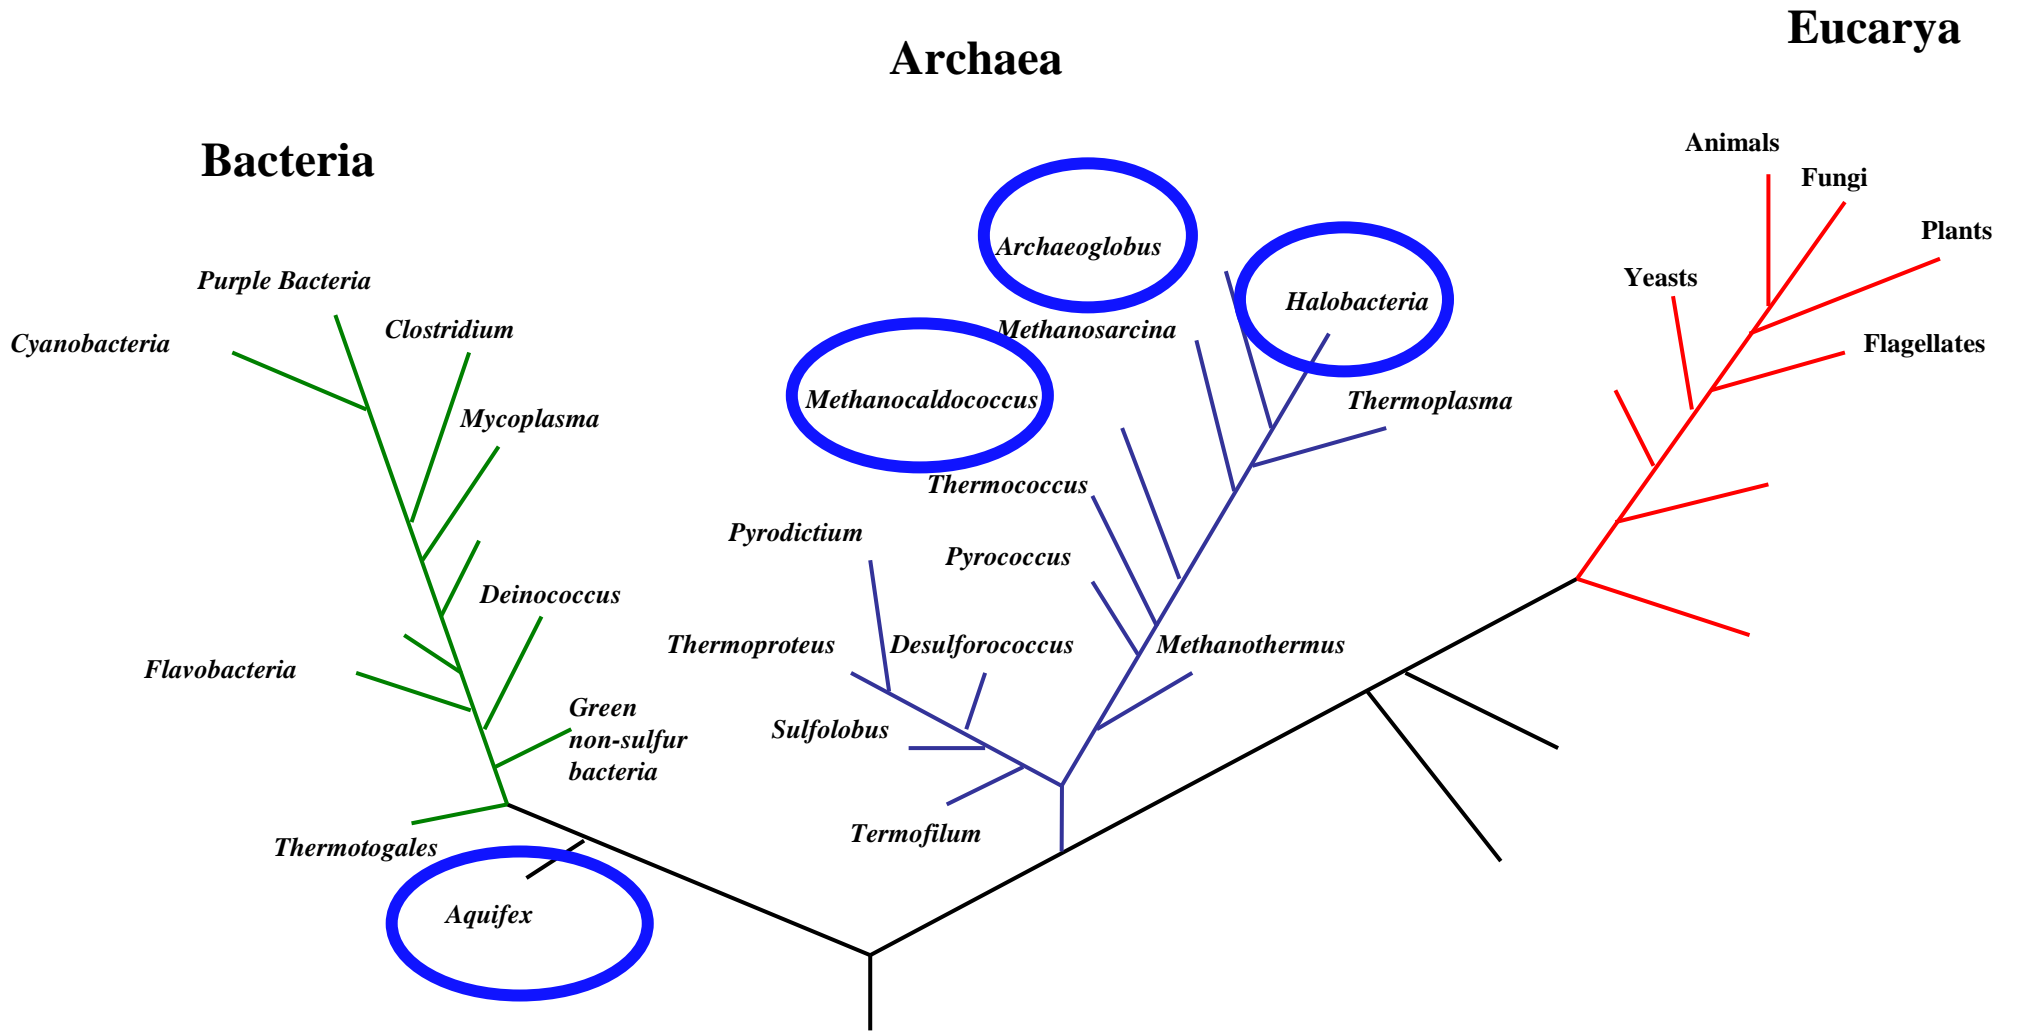 Eucarya
Archaea
Bacteria
Animals
Fungi
Plants
Yeasts
Flagellates
Archaeoglobus
Halobacteria
Methanosarcina
Methanocaldococcus
Thermoplasma
Thermococcus
Pyrodictium
Pyrococcus
Thermoproteus
Desulforococcus
Methanothermus
Sulfolobus
Termofilum
Purple Bacteria
Cyanobacteria
Clostridium
Mycoplasma
Deinococcus
Flavobacteria
Green
non-sulfur
bacteria
Thermotogales
Aquifex